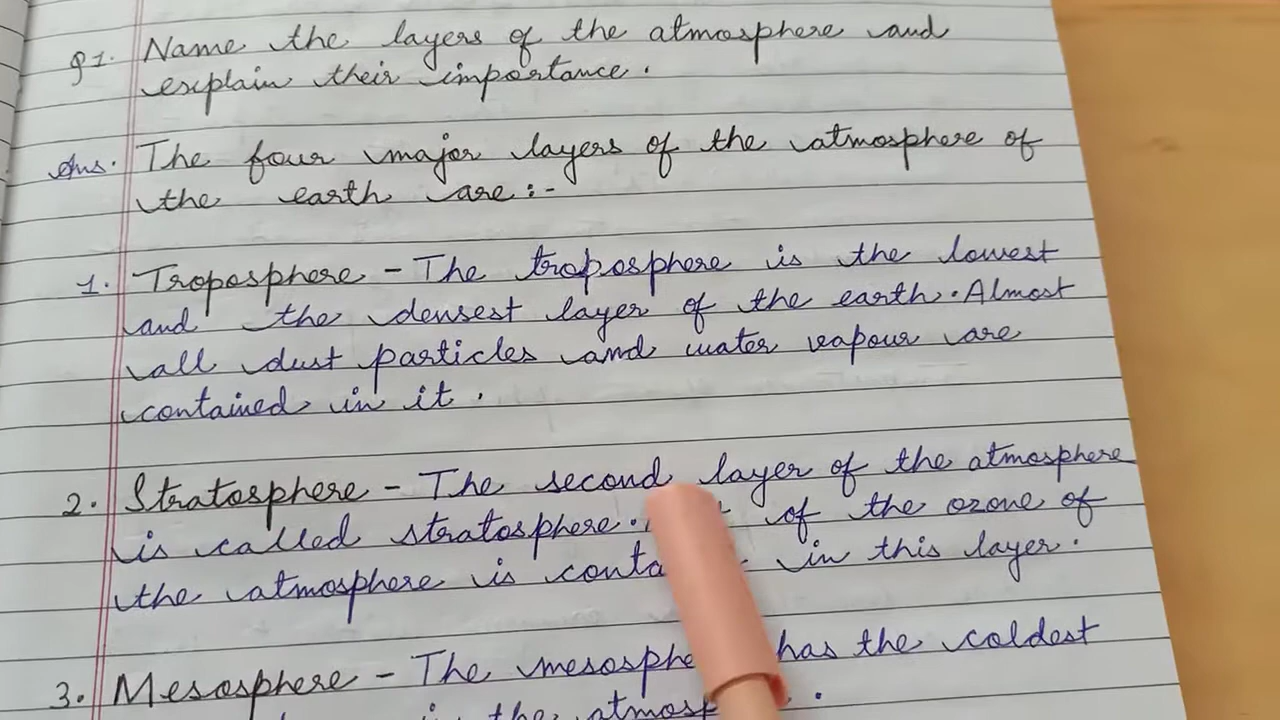 Q1. Name the layers of the atmosphere and
explain their importance.
Ans. The four major layers of the atmosphere of
the earth are :-
1. Troposphere - The troposphere is the lowest
and the densest layer of the earth. Almost
all dust particles and water vapour are
contained in it.
2. Stratosphere - The second layer of the atmosphere
is called stratosphere. of the ozone of
the atmosphere is in this layer.
3. Mesosphere - The has the coldest
in the